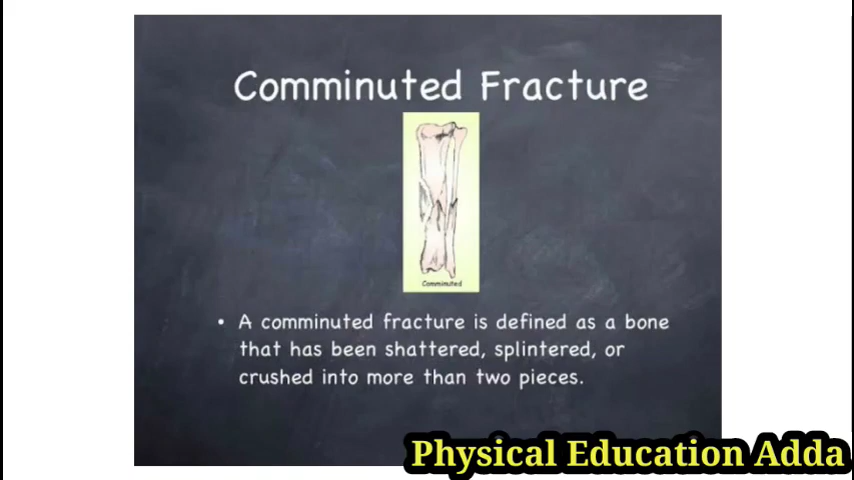 Comminuted Fracture
Comminuted
• A comminuted fracture is defined as a bone
that has been shattered, splintered, or
crushed into more than two pieces.
Physical Education Adda